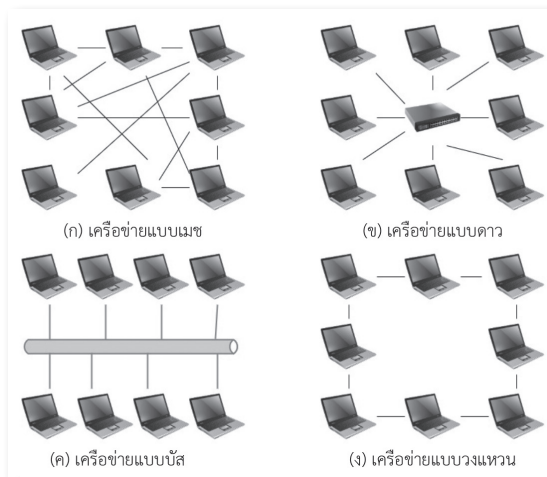 (ก) เครือข่ายแบบเมช
(ข) เครือข่ายแบบดาว
(ค) เครือข่ายแบบบัส
(ง) เครือข่ายแบบวงแหวน